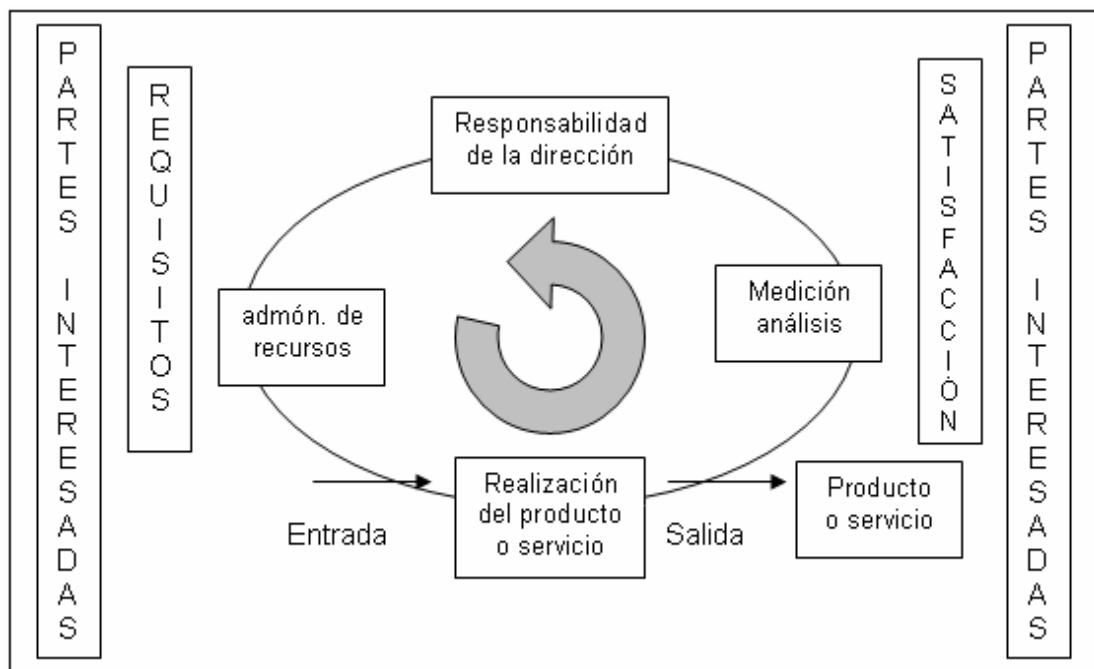 PARTES INTERESADAS
REQUISITOS
Responsabilidad
de la dirección
admón. de
recursos
Medición
análisis
Realización
del producto
o servicio
Entrada
Salida
Producto
o servicio
SATISFACCIÓN
PARTES INTERESADAS